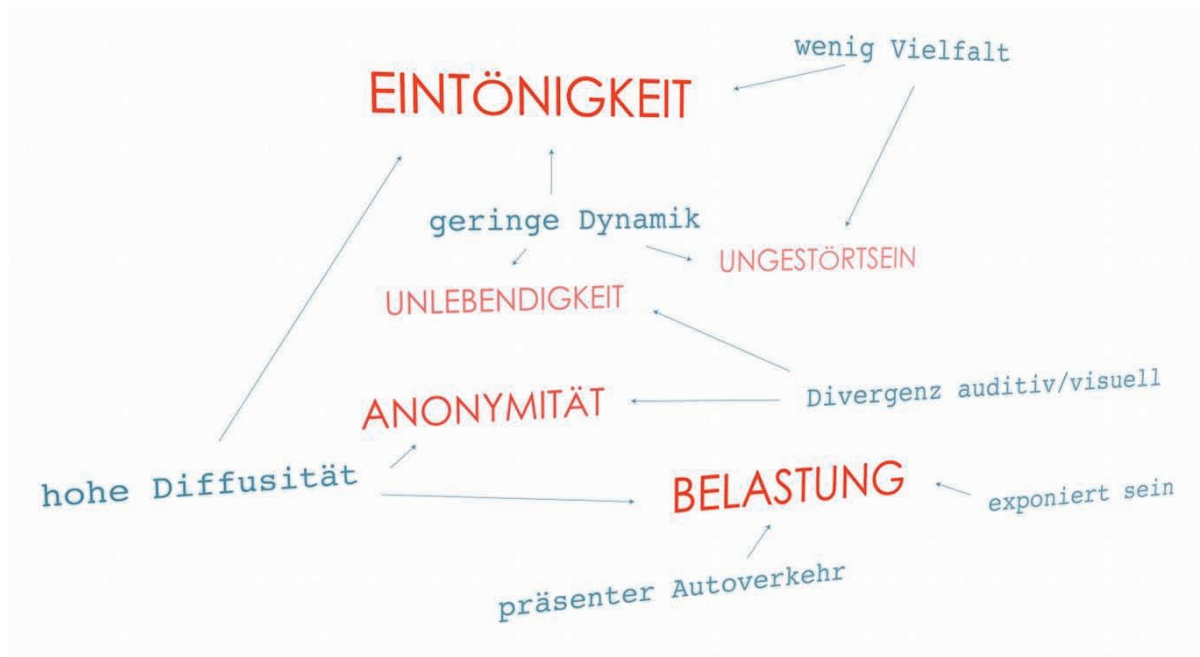 wenig Vielfalt
EINTÖNIGKEIT
geringe Dynamik
UNGESTÖRTSEIN
UNLEBENDIGKEIT
Divergenz auditiv/visuell
ANONYMITÄT
hohe Diffusität
BELASTUNG
exponiert sein
präsenter Autoverkehr